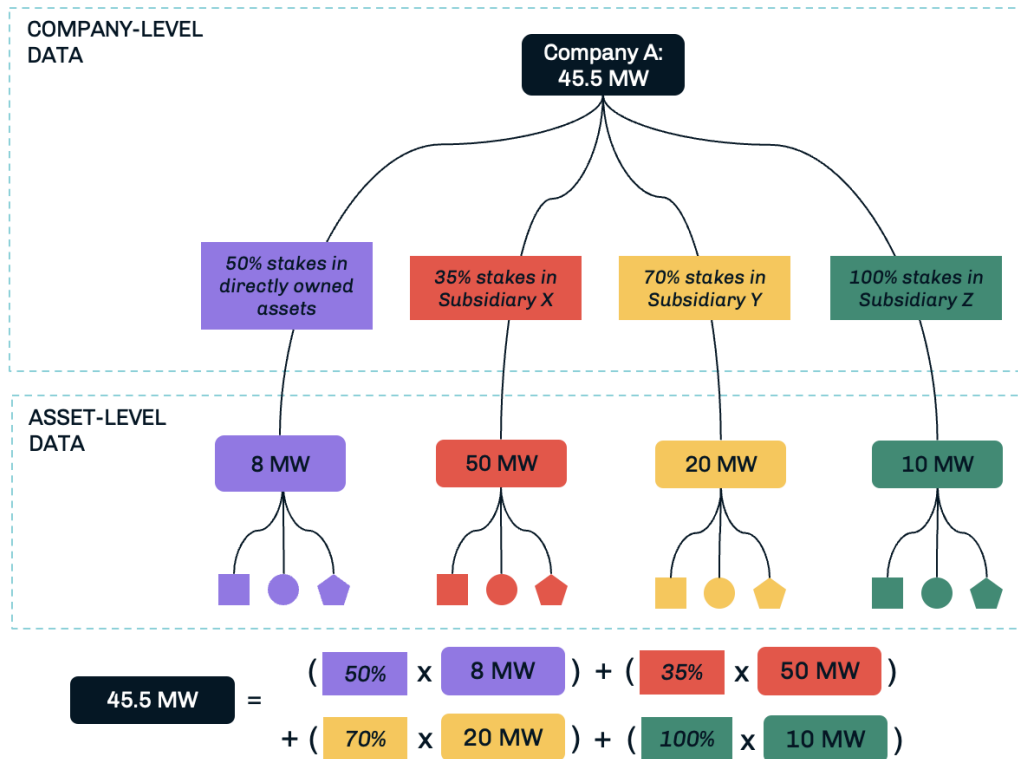 COMPANY-LEVEL
DATA
Company A:
45.5 MW
50% stakes in
directly owned
assets
35% stakes in
Subsidiary X
70% stakes in
Subsidiary Y
100% stakes in
Subsidiary Z
ASSET-LEVEL
DATA
8 MW
50 MW
20 MW
10 MW
45.5 MW =
( 50% x 8 MW ) + ( 35% x 50 MW )
+ ( 70% x 20 MW ) + ( 100% x 10 MW )